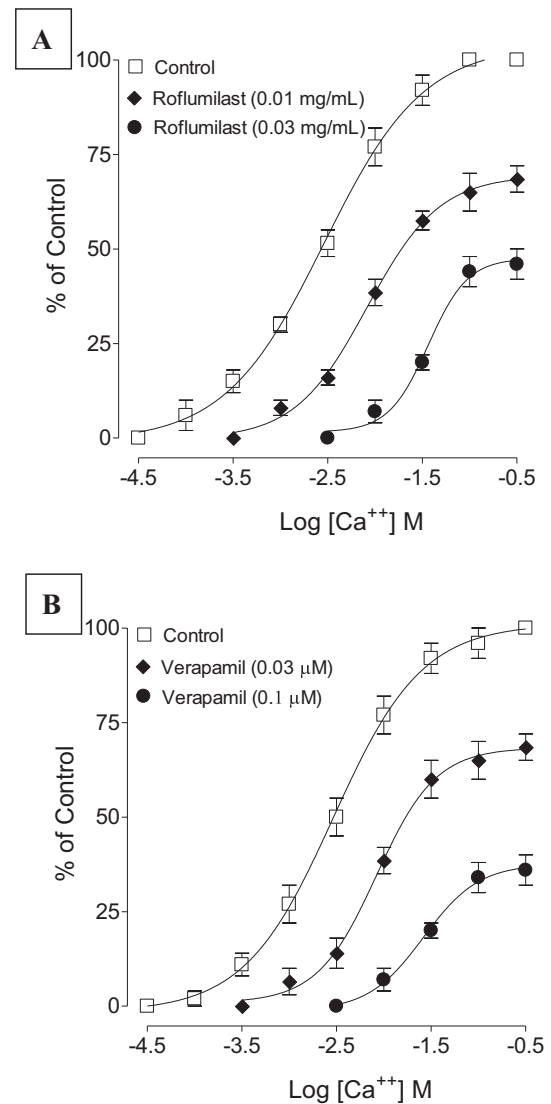 A
100
75
50
25
0
% of Control
Control
Roflumilast (0.01 mg/mL)
Roflumilast (0.03 mg/mL)
-4.5 -3.5 -2.5 -1.5 -0.5
Log [Ca++] M
B
100
75
50
25
0
% of Control
Control
Verapamil (0.03 μM)
Verapamil (0.1 μM)
-4.5 -3.5 -2.5 -1.5 -0.5
Log [Ca++] M